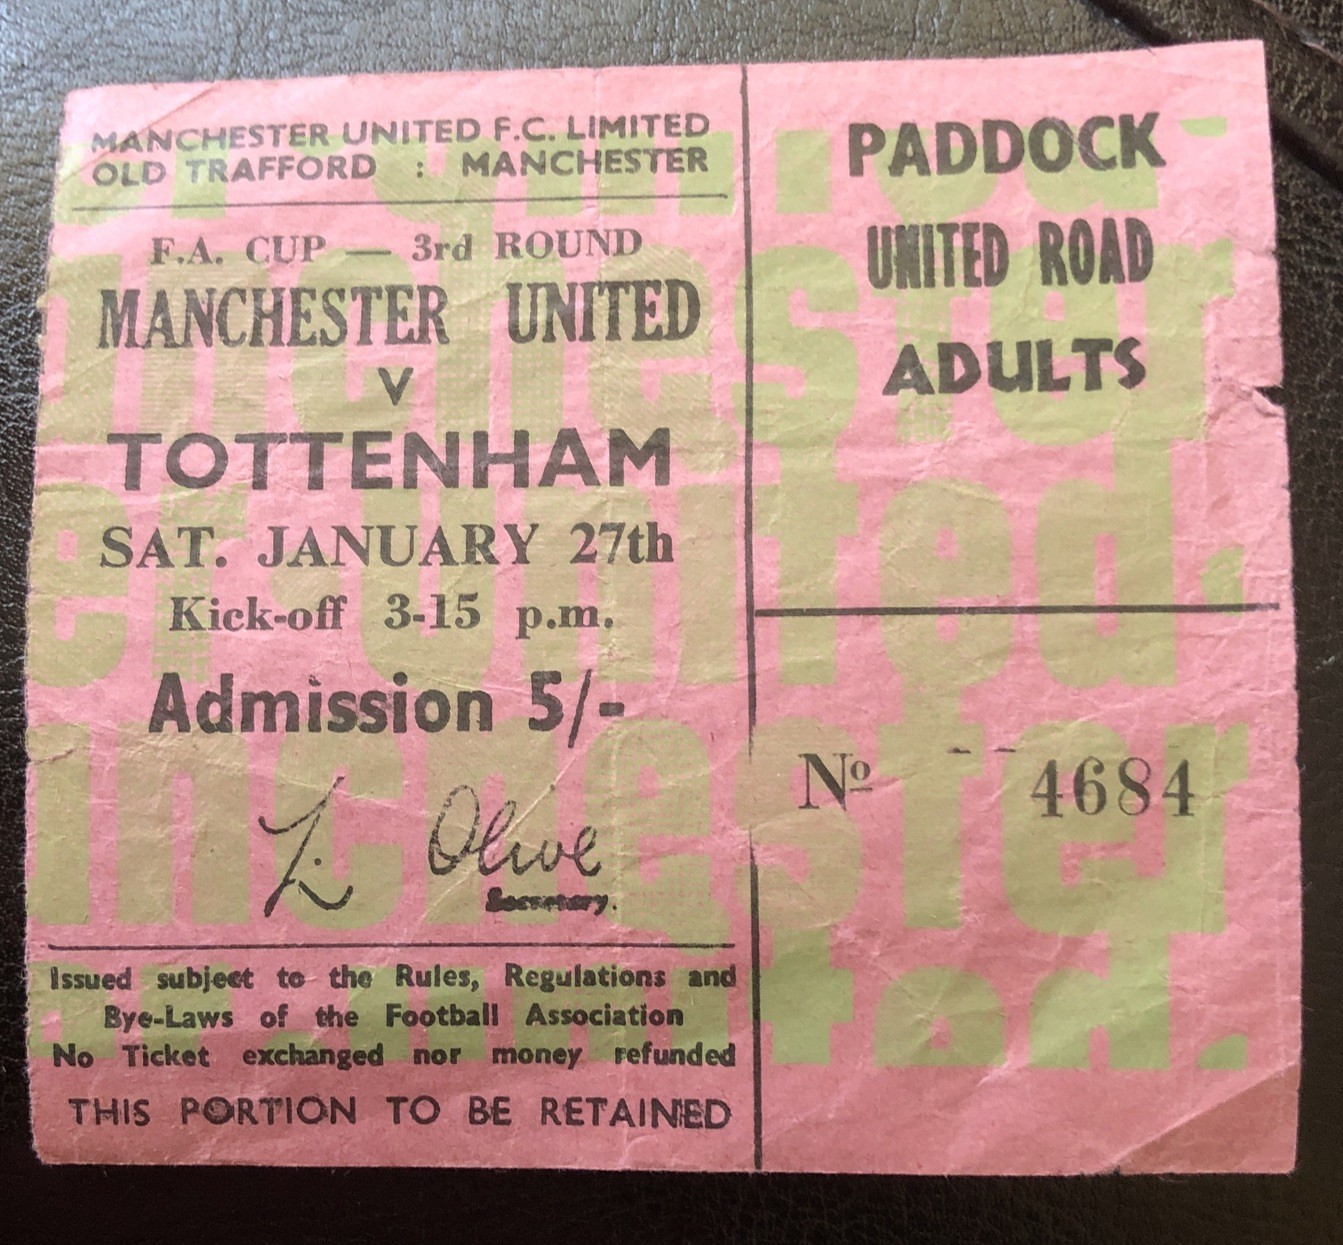 MANCHESTER UNITED F.C. LIMITED
OLD TRAFFORD : MANCHESTER
F.A. CUP — 3rd ROUND
MANCHESTER UNITED
V
TOTTENHAM
SAT. JANUARY 27th
Kick-off 3-15 p.m.
Admission 5/-
L. Olive
Secretary.
Issued subject to the Rules, Regulations and
Bye-Laws of the Football Association
No Ticket exchanged nor money refunded
THIS PORTION TO BE RETAINED
PADDOCK
UNITED ROAD
ADULTS
Nº 4684